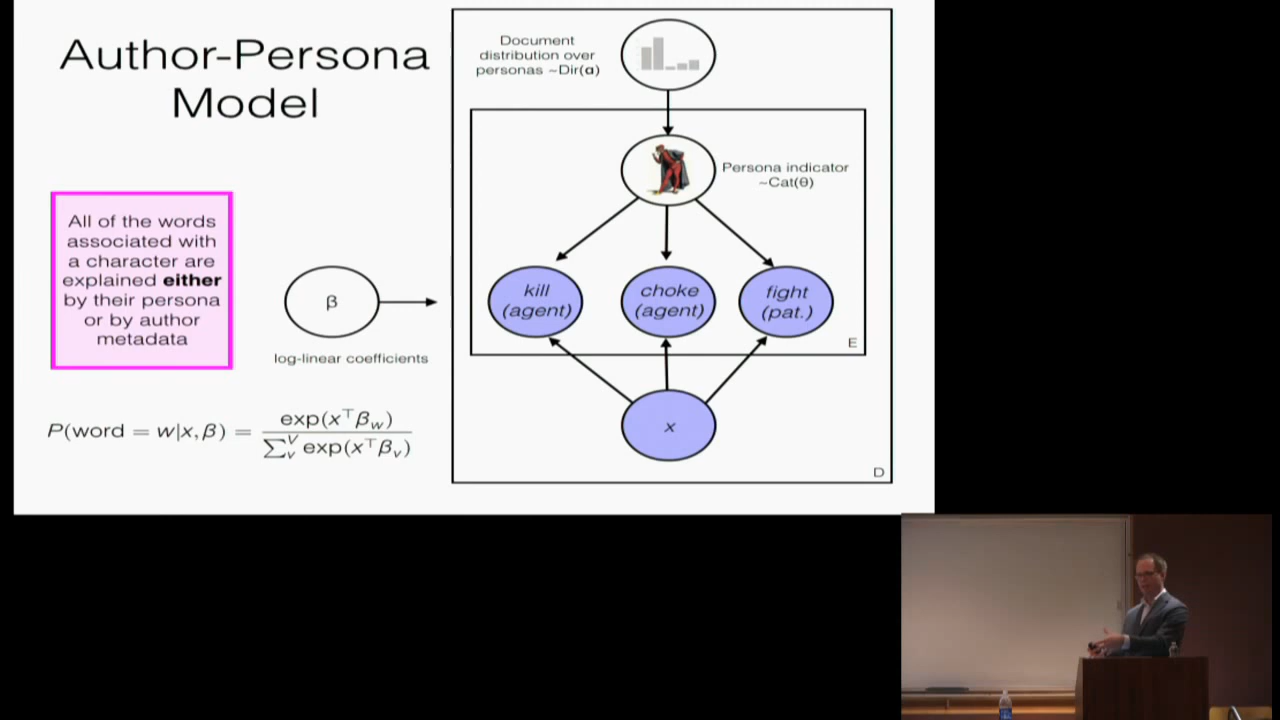 Author-Persona
Model
Document
distribution over
personas ~Dir(α)
Persona indicator
~Cat(θ)
All of the words
associated with
a character are
explained either
by their persona
or by author
metadata
β
log-linear coefficients
kill
(agent)
choke
(agent)
fight
(pat.)
E
x
D
P(word = w|x, β) = exp(x⊤βw) / ∑vV exp(x⊤βv)